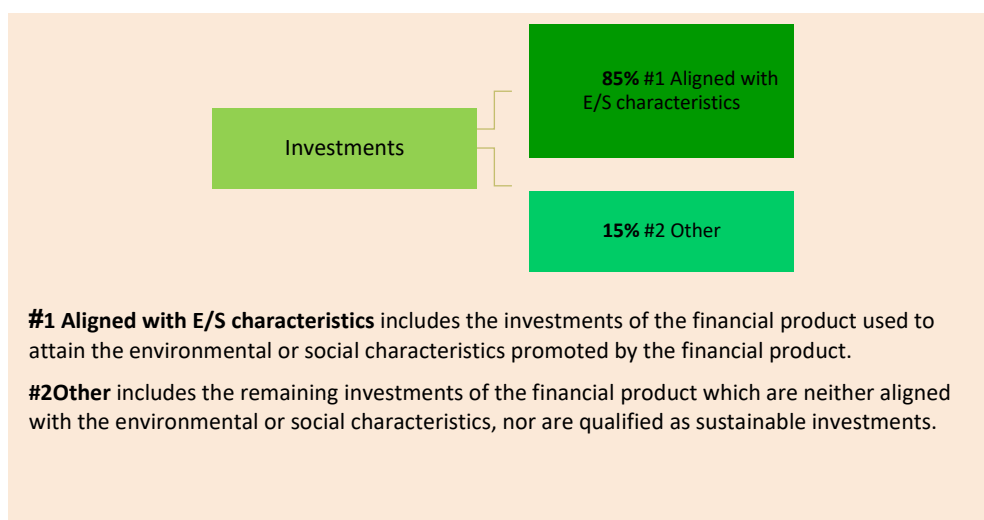 85% #1 Aligned with
E/S characteristics
Investments
15% #2 Other
#1 Aligned with E/S characteristics includes the investments of the financial product used to
attain the environmental or social characteristics promoted by the financial product.
#2Other includes the remaining investments of the financial product which are neither aligned
with the environmental or social characteristics, nor are qualified as sustainable investments.